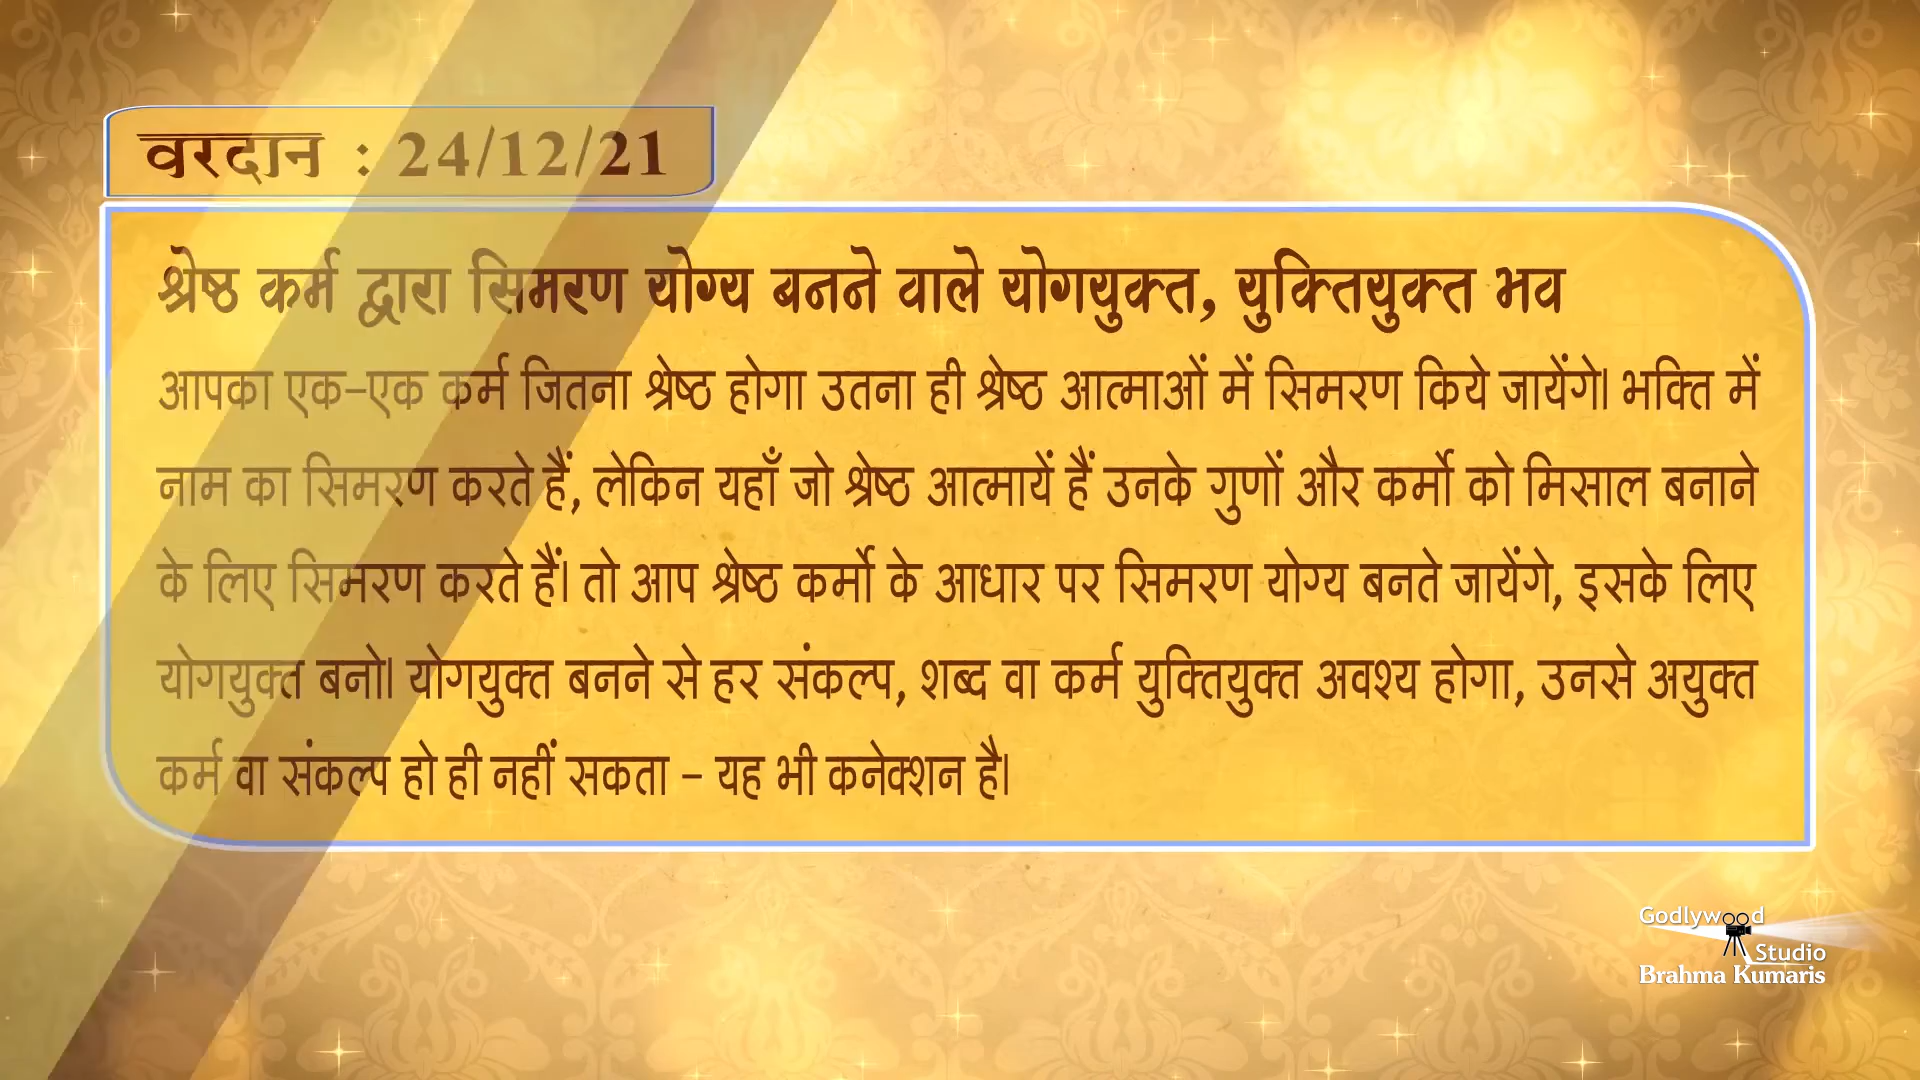 वरदान : 24/12/21
श्रेष्ठ कर्म द्वारा सिमरण योग्य बनने वाले योगयुक्त, युक्तियुक्त भव
आपका एक-एक कर्म जितना श्रेष्ठ होगा उतना ही श्रेष्ठ आत्माओं में सिमरण किये जायेंगे। भक्ति में
नाम का सिमरण करते हैं, लेकिन यहाँ जो श्रेष्ठ आत्मायें हैं उनके गुणों और कर्मो को मिसाल बनाने
के लिए सिमरण करते हैं। तो आप श्रेष्ठ कर्मो के आधार पर सिमरण योग्य बनते जायेंगे, इसके लिए
योगयुक्त बनो। योगयुक्त बनने से हर संकल्प, शब्द वा कर्म युक्तियुक्त अवश्य होगा, उनसे अयुक्त
कर्म वा संकल्प हो ही नहीं सकता - यह भी कनेक्शन है।
Godlywood
Studio
Brahma Kumaris